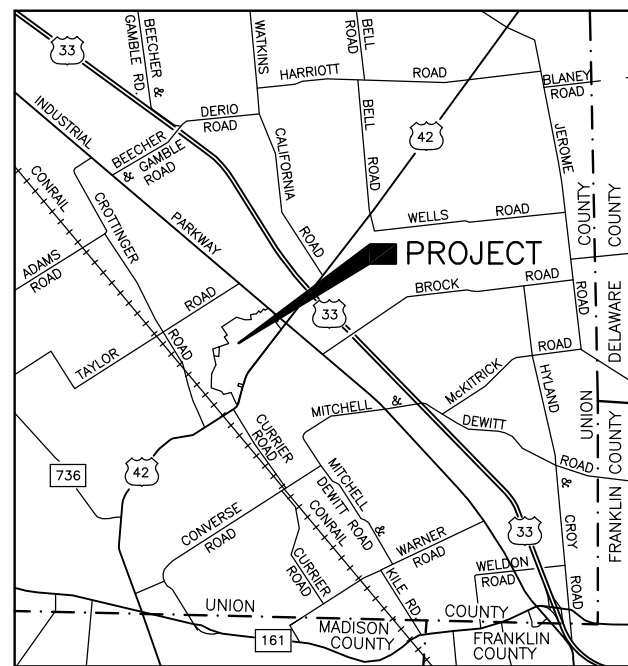 33
BEECHER &
GAMBLE RD.
WATKINS
BELL
ROAD
HARRIOTT
ROAD
BLANEY
ROAD
INDUSTRIAL
DERIO
ROAD
BEECHER
& GAMBLE
ROAD
BELL
ROAD
42
JEROME
CONRAIL
CROTTINGER
CALIFORNIA
ROAD
PARKWAY
WELLS
ROAD
COUNTY
COUNTY
ADAMS
ROAD
PROJECT
ROAD
BROCK
ROAD
ROAD
DELAWARE
33
TAYLOR
ROAD
ROAD
McKITRICK
HYLAND
MITCHELL
&
DEWITT
ROAD
UNION
FRANKLIN COUNTY
CURRIER
ROAD
736
42
MITCHELL
&
DEWITT ROAD
CONRAIL
&
CROY
ROAD
CONVERSE
ROAD
CURRIER
ROAD
WARNER
ROAD
33
WELDON
ROAD
KILE RD.
UNION
COUNTY
161
MADISON
COUNTY
FRANKLIN
COUNTY